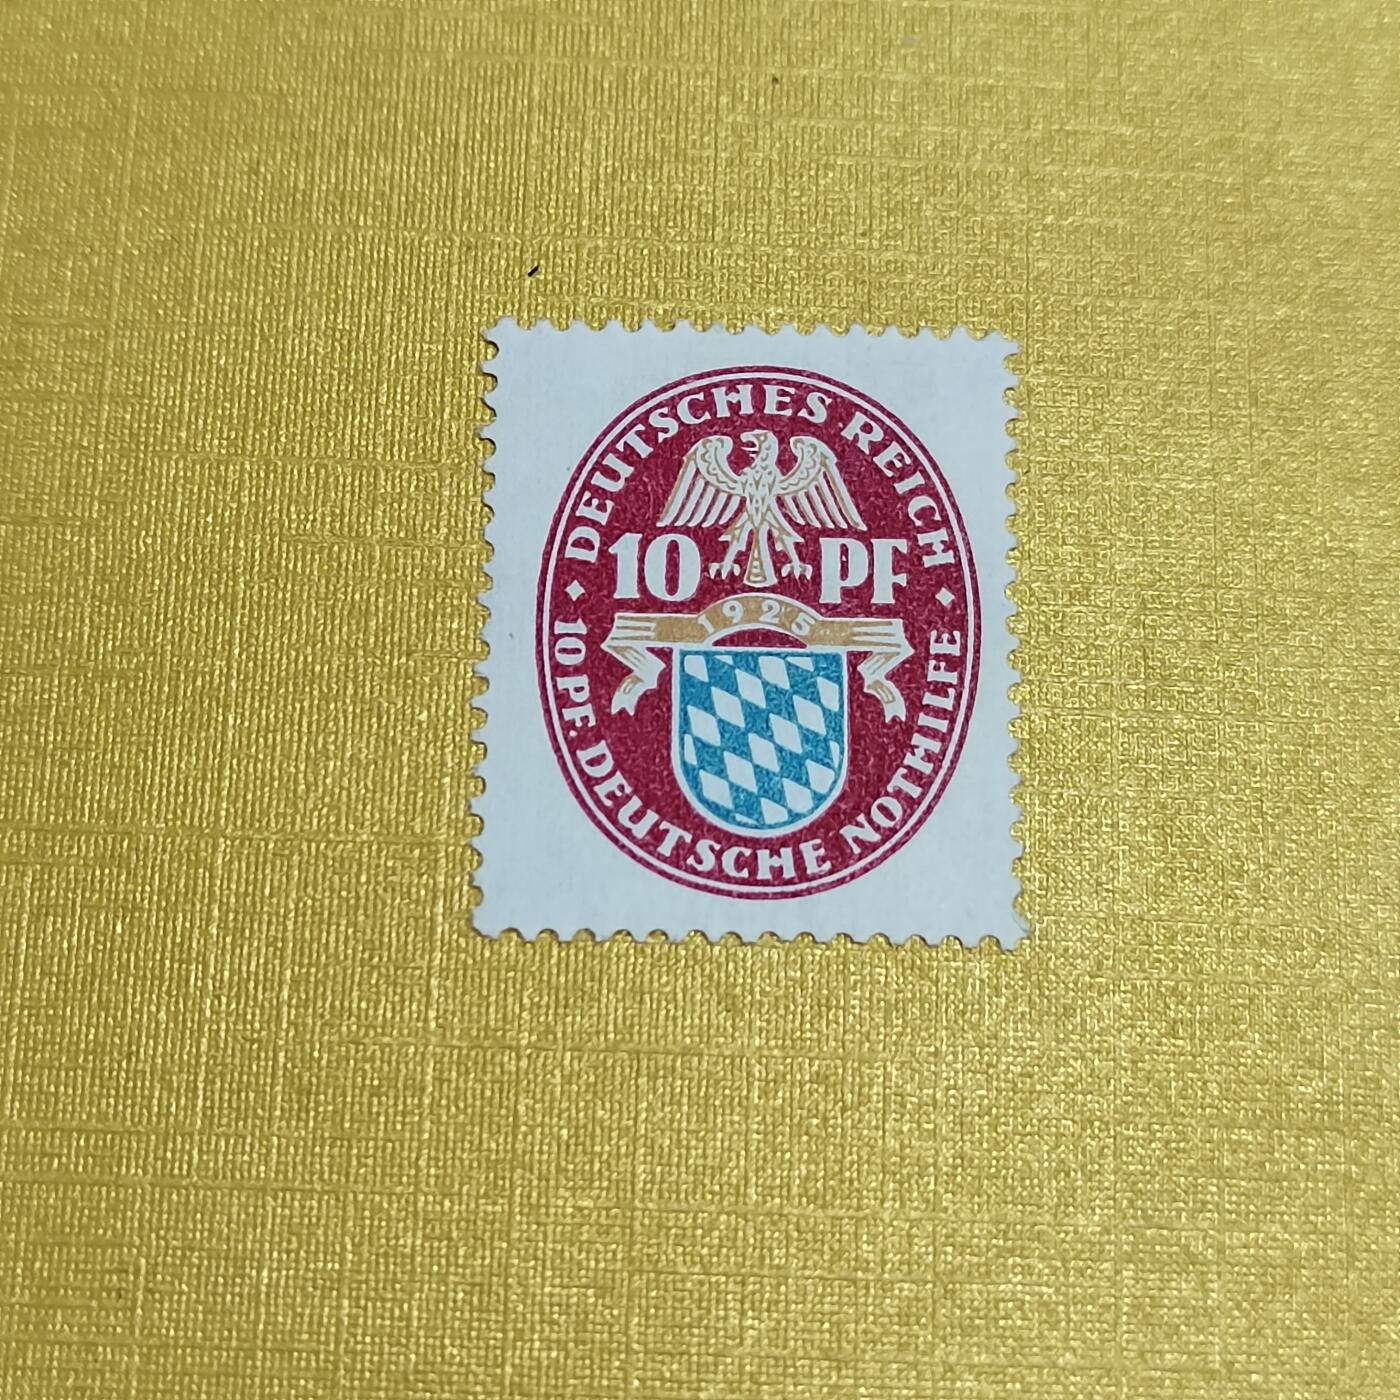 DEUTSCHES REICH
10 PF
1925
10 PF. DEUTSCHE NOTHILFE